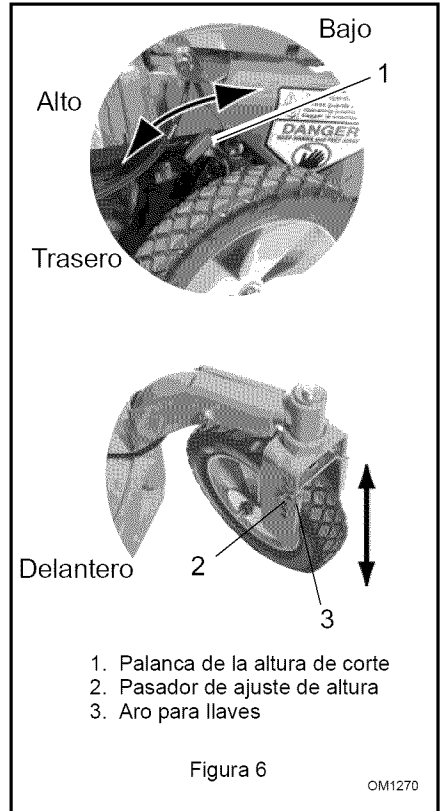 Bajo
1
Alto
DANGER
Trasero
Delantero
2
3
1. Palanca de la altura de corte
2. Pasador de ajuste de altura
3. Aro para llaves
Figura 6
OM1270